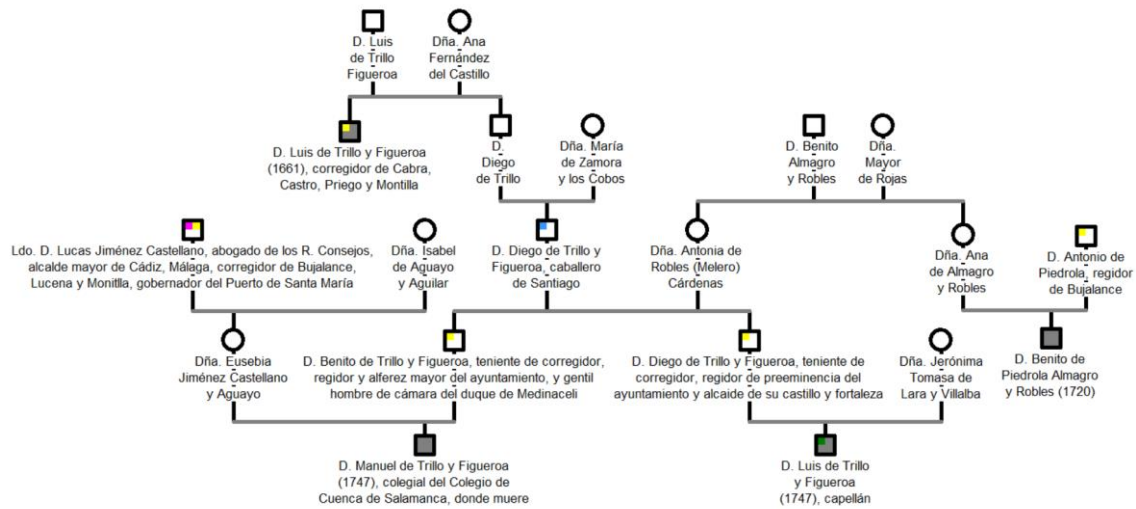 D. Luis
de Trillo
Figueroa
Dña. Ana
Fernández
del Castillo
D. Luis de Trillo y Figueroa
(1661), corregidor de Cabra,
Castro, Priego y Montilla
D.
Diego
de Trillo
Dña. María
de Zamora
y los Cobos
D. Benito
Almagro
y Robles
Dña.
Mayor
de Rojas
Ldo. D. Lucas Jiménez Castellano, abogado de los R. Consejos,
alcalde mayor de Cádiz, Málaga, corregidor de Bujalance,
Lucena y Monitlla, gobernador del Puerto de Santa María
Dña. Isabel
de Aguayo
y Aguilar
D. Diego de Trillo y
Figueroa, caballero
de Santiago
Dña. Antonia de
Robles (Melero)
Cárdenas
Dña. Ana
de Almagro
y Robles
D. Antonio de
Piedrola, regidor
de Bujalance
Dña. Eusebia
Jiménez Castellano
y Aguayo
D. Benito de Trillo y Figueroa, teniente de corregidor,
regidor y alferez mayor del ayuntamiento, y gentil
hombre de cámara del duque de Medinaceli
D. Diego de Trillo y Figueroa, teniente de
corregidor, regidor de preeminencia del
ayuntamiento y alcaide de su castillo y fortaleza
Dña. Jerónima
Tomasa de
Lara y Villalba
D. Benito de
Piedrola Almagro
y Robles (1720)
D. Manuel de Trillo y Figueroa
(1747), colegial del Colegio de
Cuenca de Salamanca, donde muere
D. Luis de Trillo
y Figueroa
(1747), capellán